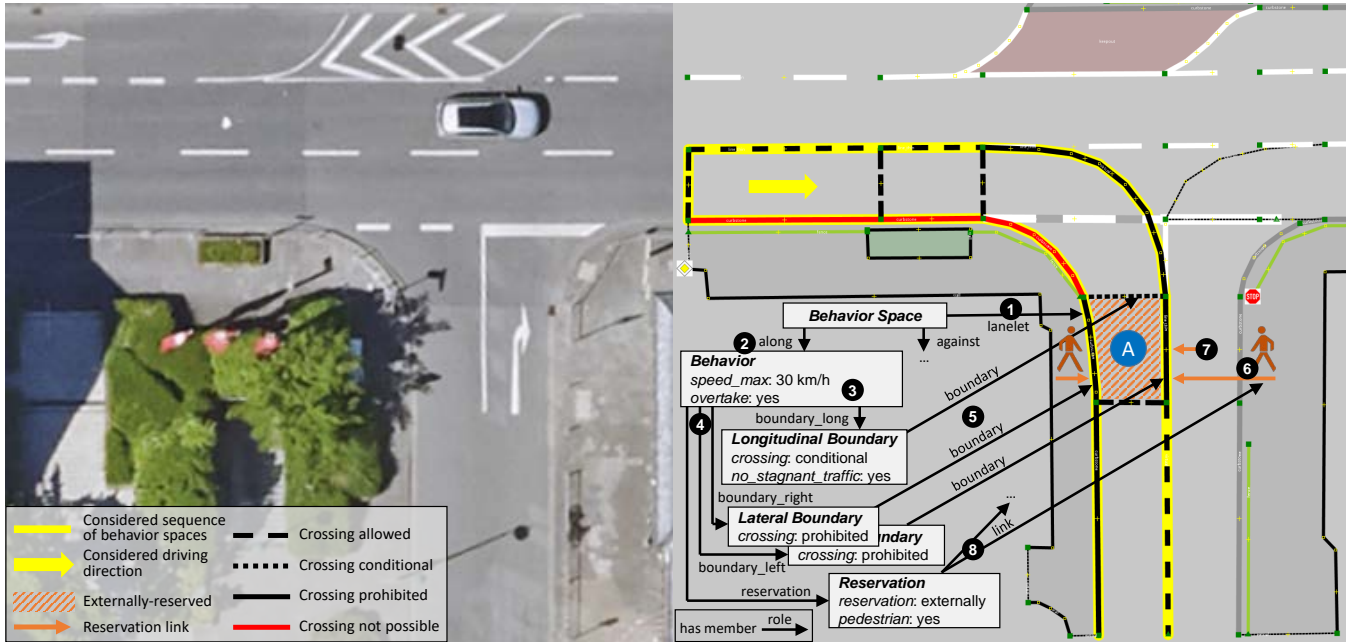 Behavior Space
1
lanelet
2
along
against
...
Behavior
speed_max: 30 km/h
overtake: yes
3
boundary_long
4
boundary
5
Longitudinal Boundary
crossing: conditional
no_stagnant_traffic: yes
boundary
boundary
boundary_right
Lateral Boundary
crossing: prohibited
undary
crossing: prohibited
boundary_left
...
link
8
reservation
Reservation
reservation: externally
pedestrian: yes
has member
role
A
7
6
STOP
curbstone
curbstone
Considered sequence
of behavior spaces
Considered driving
direction
Externally-reserved
Reservation link
Crossing allowed
Crossing conditional
Crossing prohibited
Crossing not possible